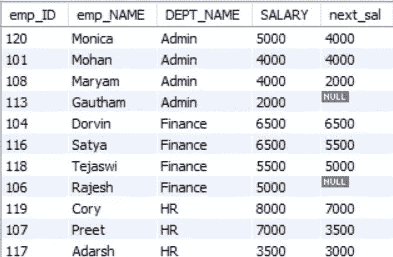 emp_ID emp_NAME DEPT_NAME SALARY next_sal
120 Monica Admin 5000 4000
101 Mohan Admin 4000 4000
108 Maryam Admin 4000 2000
113 Gautham Admin 2000 NULL
104 Dorvin Finance 6500 6500
116 Satya Finance 6500 5500
118 Tejaswi Finance 5500 5000
106 Rajesh Finance 5000 NULL
119 Cory HR 8000 7000
107 Preet HR 7000 3500
117 Adarsh HR 3500 3000